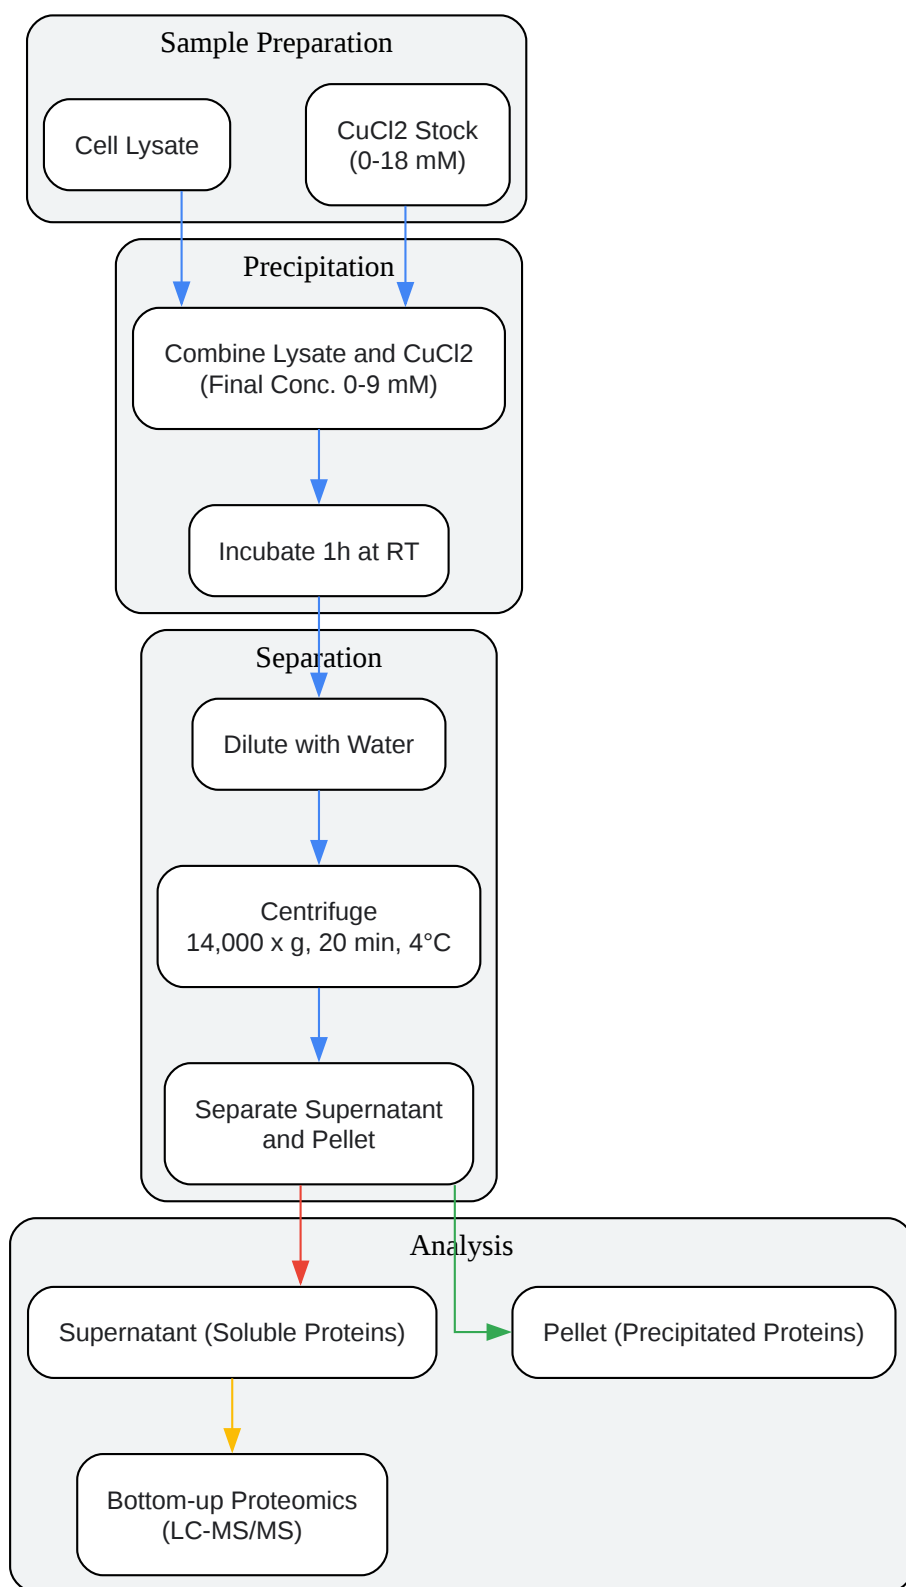 Sample Preparation
Cell Lysate
CuCl2 Stock
(0-18 mM)
Precipitation
Combine Lysate and CuCl2
(Final Conc. 0-9 mM)
Incubate 1h at RT
Separation
Dilute with Water
Centrifuge
14,000 x g, 20 min, 4°C
Separate Supernatant
and Pellet
Analysis
Supernatant (Soluble Proteins)
Pellet (Precipitated Proteins)
Bottom-up Proteomics
(LC-MS/MS)